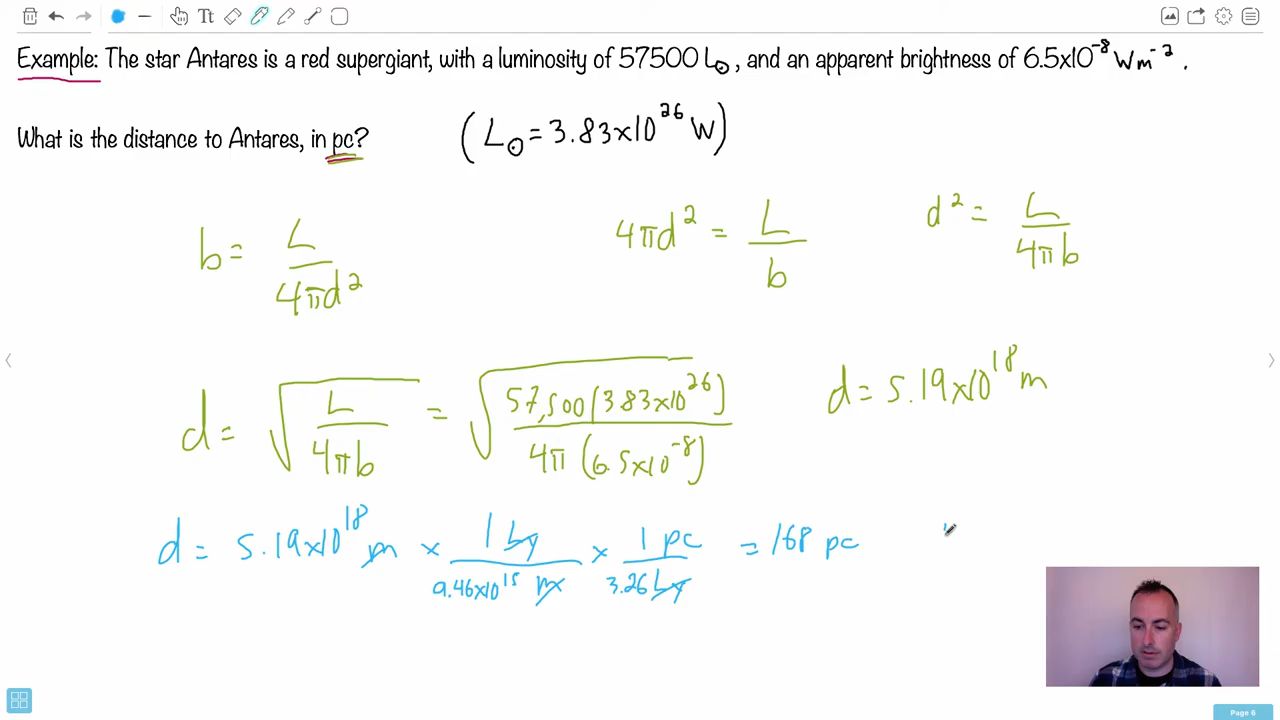 Example: The star Antares is a red supergiant, with a luminosity of 57500 L⊙, and an apparent brightness of 6.5x10⁻⁸ Wm⁻².
What is the distance to Antares, in pc? (L⊙ = 3.83x10²⁶ W)
b = L / 4πd²
4πd² = L / b
d² = L / 4πb
d = √(L / 4πb) = √(57,500(3.83x10²⁶) / 4π(6.5x10⁻⁸))
d = 5.19x10¹⁸ m
d = 5.19x10¹⁸ m x 1 Ly / 9.46x10¹⁵ m x 1 pc / 3.26 Ly = 168 pc
Tt
Page 6